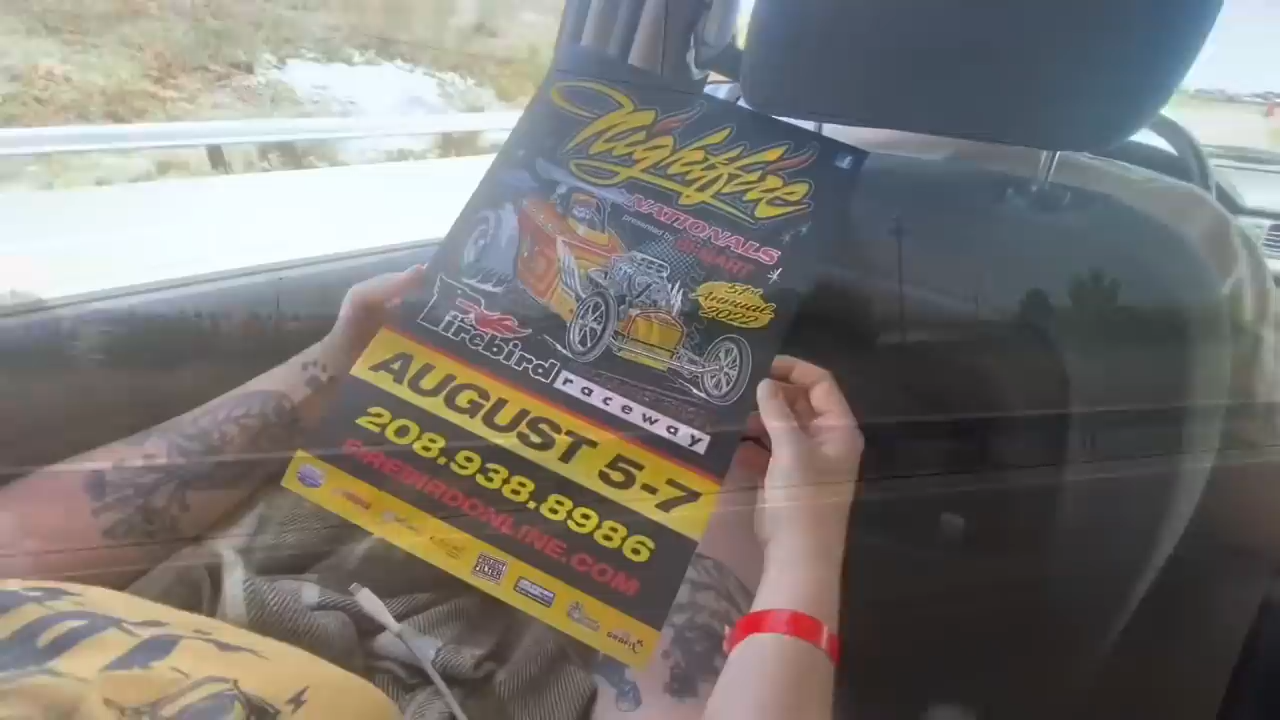 Nightfire
NATIONALS
presented by
51st
Annual
2022
Firebird
raceway
AUGUST 5-7
208.938.8986
FIREBIRDONLINE.COM